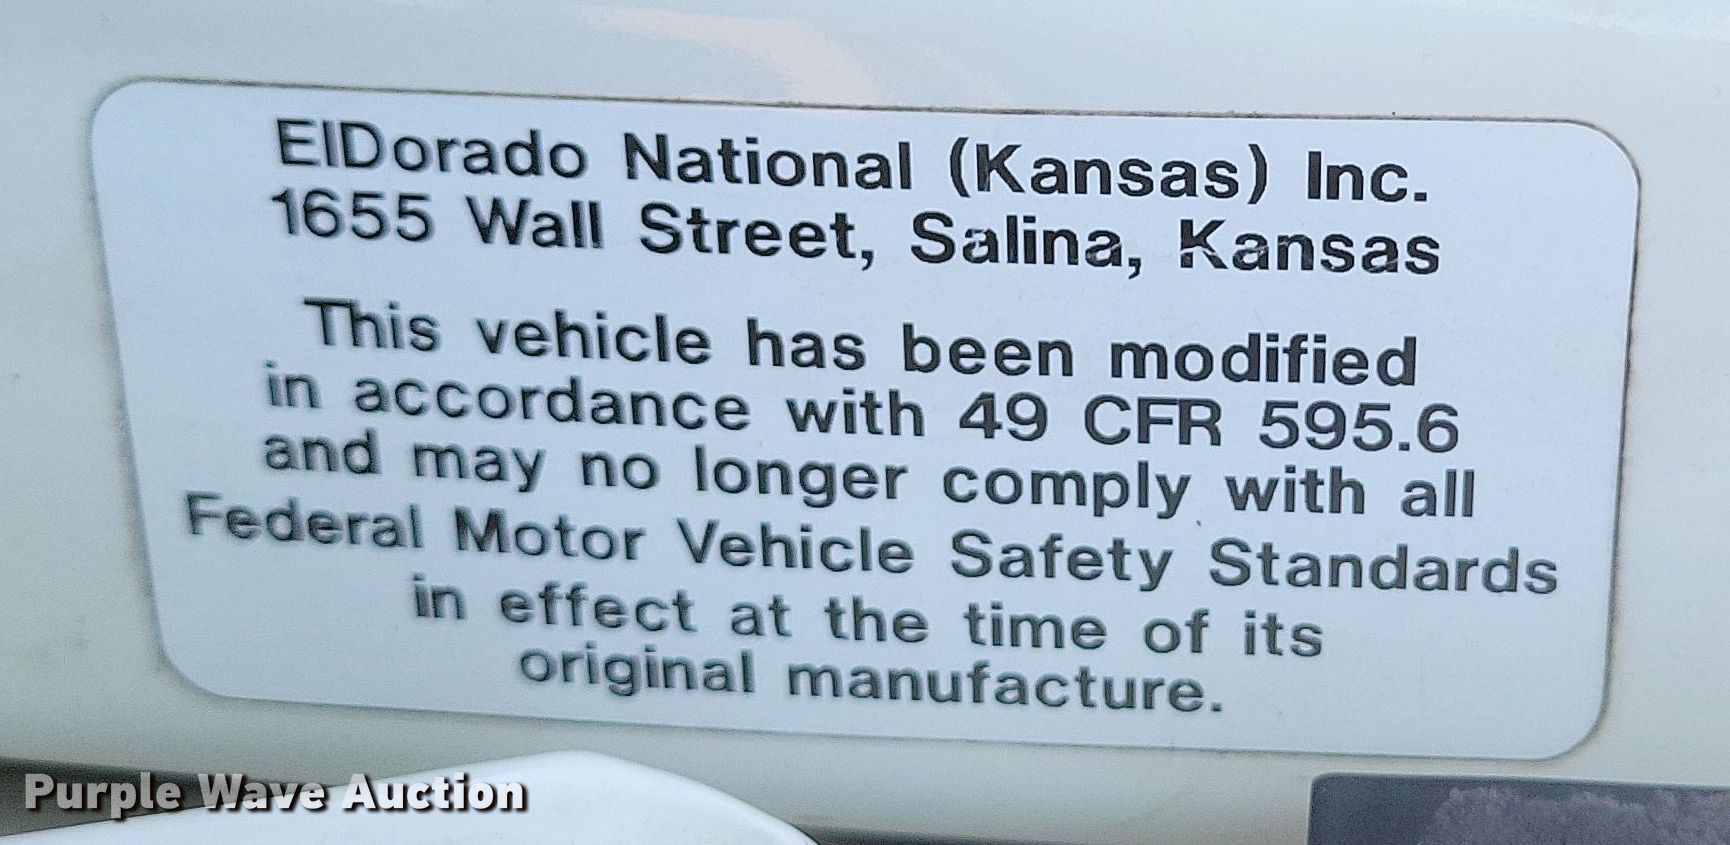 ElDorado National (Kansas) Inc.
1655 Wall Street, Salina, Kansas
This vehicle has been modified
in accordance with 49 CFR 595.6
and may no longer comply with all
Federal Motor Vehicle Safety Standards
in effect at the time of its
original manufacture.
Purple Wave Auction